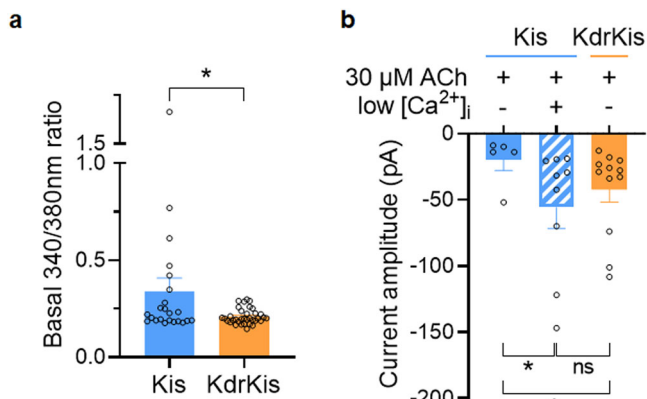 a
*
Basal 340/380nm ratio
1.5
1.0
0.5
0.0
Kis
KdrKis
b
Kis KdrKis
30 µM ACh + + +
low [Ca2+]i - + -
Current amplitude (pA)
0
-50
-100
-150
-200
* ns